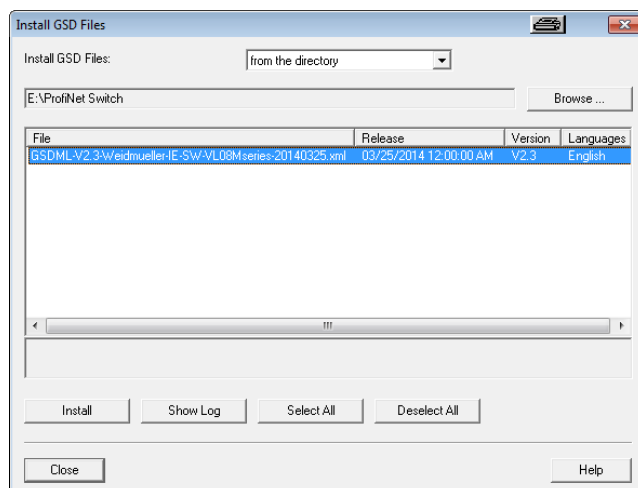 Install GSD Files
Install GSD Files: from the directory
E:\ProfiNet Switch Browse ...
File Release Version Languages
GSDML-V2.3-Weidmueller-IE-SW-VL08Mseries-20140325.xml 03/25/2014 12:00:00 AM V2.3 English
Install Show Log Select All Deselect All
Close Help